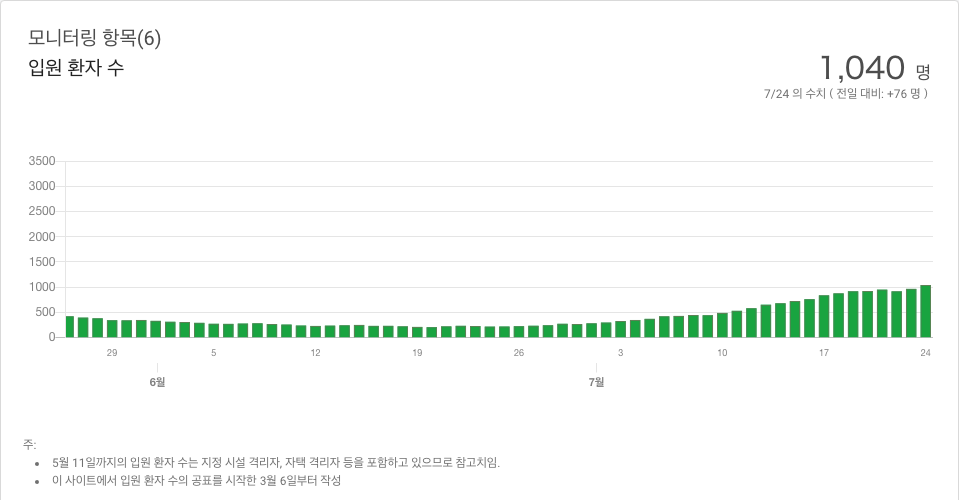 모니터링 항목(6)
입원 환자 수
1,040 명
7/24 의 수치 ( 전일 대비: +76 명 )
3500
3000
2500
2000
1500
1000
500
0
29 5 12 19 26 3 10 17 24
6월 7월
주:
• 5월 11일까지의 입원 환자 수는 지정 시설 격리자, 자택 격리자 등을 포함하고 있으므로 참고치임.
• 이 사이트에서 입원 환자 수의 공표를 시작한 3월 6일부터 작성